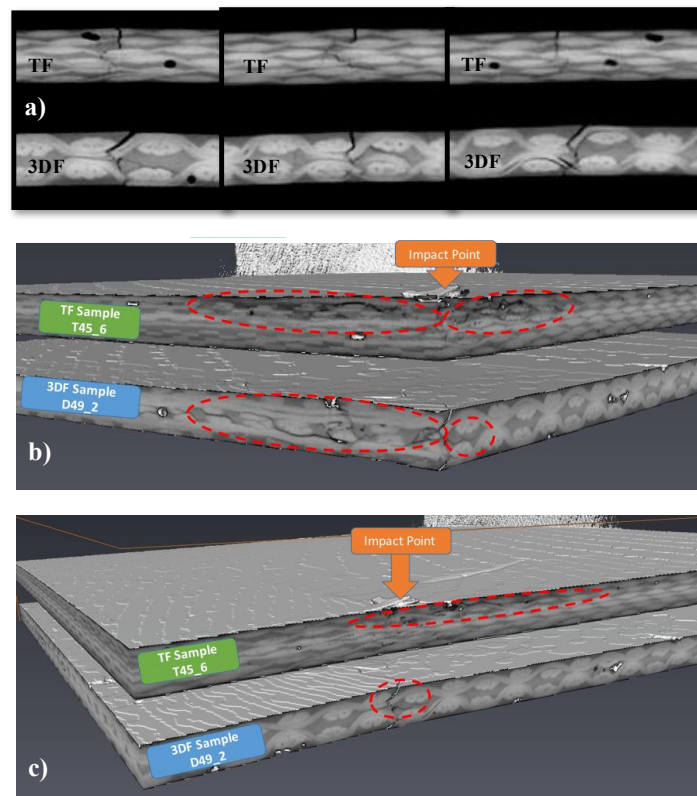 TF
TF
TF
a)
3DF
3DF
3DF
Impact Point
TF Sample
T45_6
3DF Sample
D49_2
b)
Impact Point
TF Sample
T45_6
3DF Sample
D49_2
c)